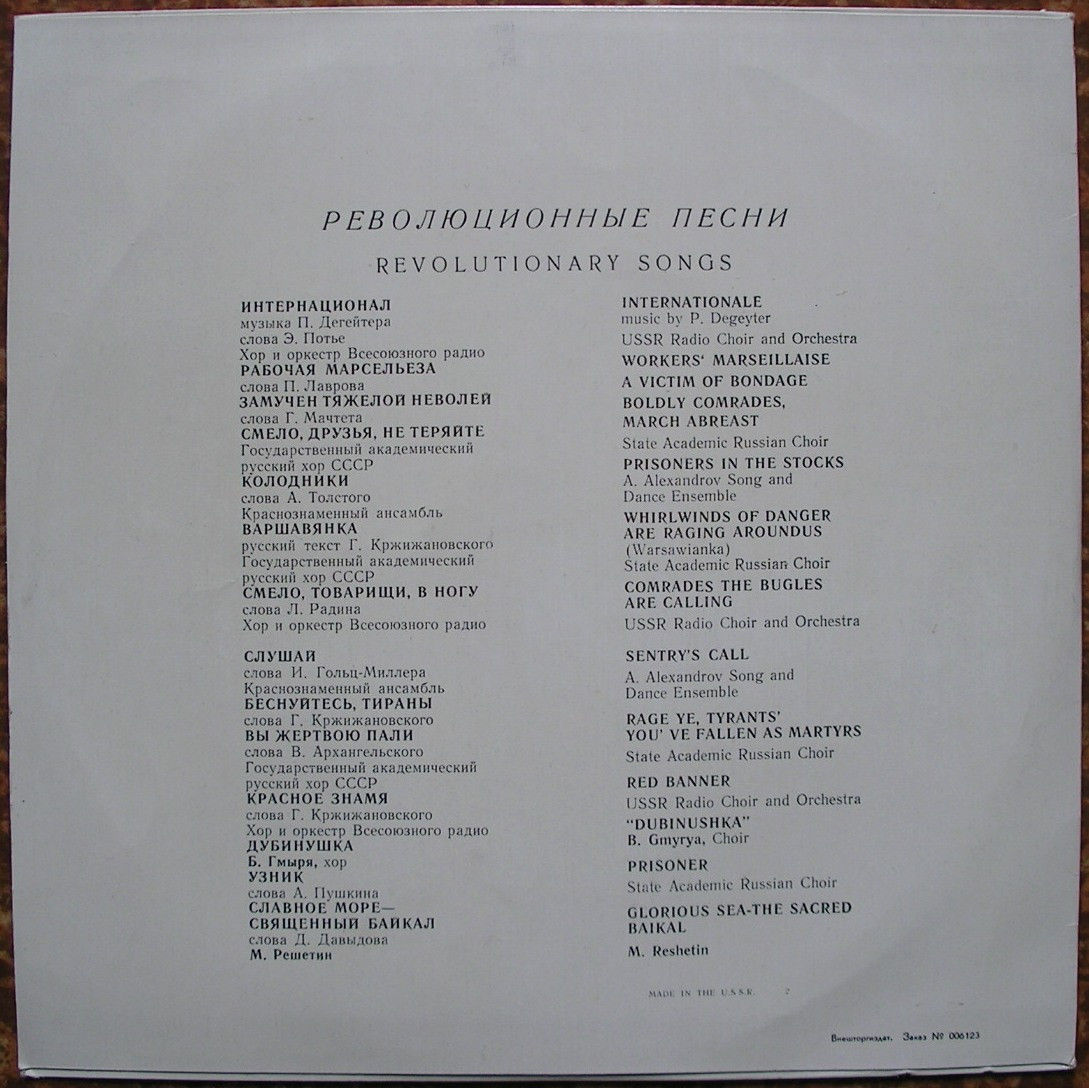 РЕВОЛЮЦИОННЫЕ ПЕСНИ
REVOLUTIONARY SONGS
ИНТЕРНАЦИОНАЛ
музыка П. Дегейтера
слова Э. Потье
Хор и оркестр Всесоюзного радио
РАБОЧАЯ МАРСЕЛЬЕЗА
слова П. Лаврова
ЗАМУЧЕН ТЯЖЕЛОЙ НЕВОЛЕЙ
слова Г. Мачтета
СМЕЛО, ДРУЗЬЯ, НЕ ТЕРЯЙТЕ
Государственный академический
русский хор СССР
КОЛОДНИКИ
слова А. Толстого
Краснознаменный ансамбль
ВАРШАВЯНКА
русский текст Г. Кржижановского
Государственный академический
русский хор СССР
СМЕЛО, ТОВАРИЩИ, В НОГУ
слова Л. Радина
Хор и оркестр Всесоюзного радио
СЛУШАЙ
слова И. Гольц-Миллера
Краснознаменный ансамбль
БЕСНУЙТЕСЬ, ТИРАНЫ
слова Г. Кржижановского
ВЫ ЖЕРТВОЮ ПАЛИ
слова В. Архангельского
Государственный академический
русский хор СССР
КРАСНОЕ ЗНАМЯ
слова Г. Кржижановского
Хор и оркестр Всесоюзного радио
ДУБИНУШКА
Б. Гмыря, хор
УЗНИК
слова А. Пушкина
СЛАВНОЕ МОРЕ—
СВЯЩЕННЫЙ БАЙКАЛ
слова Д. Давыдова
М. Решетин
INTERNATIONALE
music by P. Degeyter
USSR Radio Choir and Orchestra
WORKERS' MARSEILLAISE
A VICTIM OF BONDAGE
BOLDLY COMRADES,
MARCH ABREAST
State Academic Russian Choir
PRISONERS IN THE STOCKS
A. Alexandrov Song and
Dance Ensemble
WHIRLWINDS OF DANGER
ARE RAGING AROUNDUS
(Warsawianka)
State Academic Russian Choir
COMRADES THE BUGLES
ARE CALLING
USSR Radio Choir and Orchestra
SENTRY'S CALL
A. Alexandrov Song and
Dance Ensemble
RAGE YE, TYRANTS'
YOU' VE FALLEN AS MARTYRS
State Academic Russian Choir
RED BANNER
USSR Radio Choir and Orchestra
"DUBINUSHKA"
B. Gmyrya, Choir
PRISONER
State Academic Russian Choir
GLORIOUS SEA-THE SACRED
BAIKAL
M. Reshetin
MADE IN THE U.S.S.R. 2
Внешторгиздат. Заказ № 006123